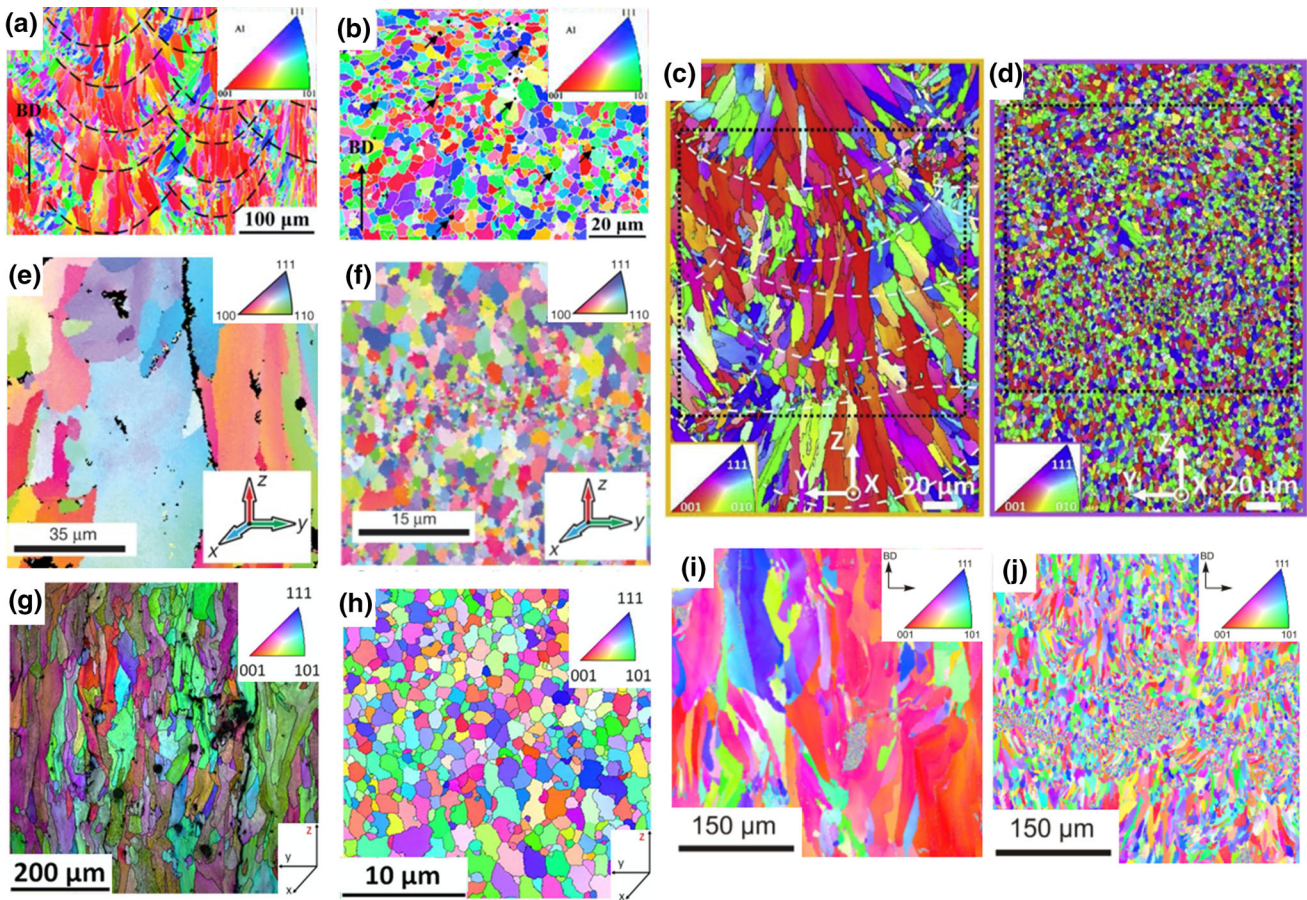 (a)
Al
111
001
101
BD
100 μm
(b)
Al
111
001
101
BD
20 μm
(c)
111
001
010
Z
Y
X
20 μm
(d)
111
001
010
Z
Y
X
20 μm
(e)
111
100
110
z
y
x
35 μm
(f)
111
100
110
z
y
x
15 μm
(g)
111
001
101
z
y
x
200 μm
(h)
111
001
101
z
y
x
10 μm
(i)
BD
111
001
101
150 μm
(j)
BD
111
001
101
150 μm